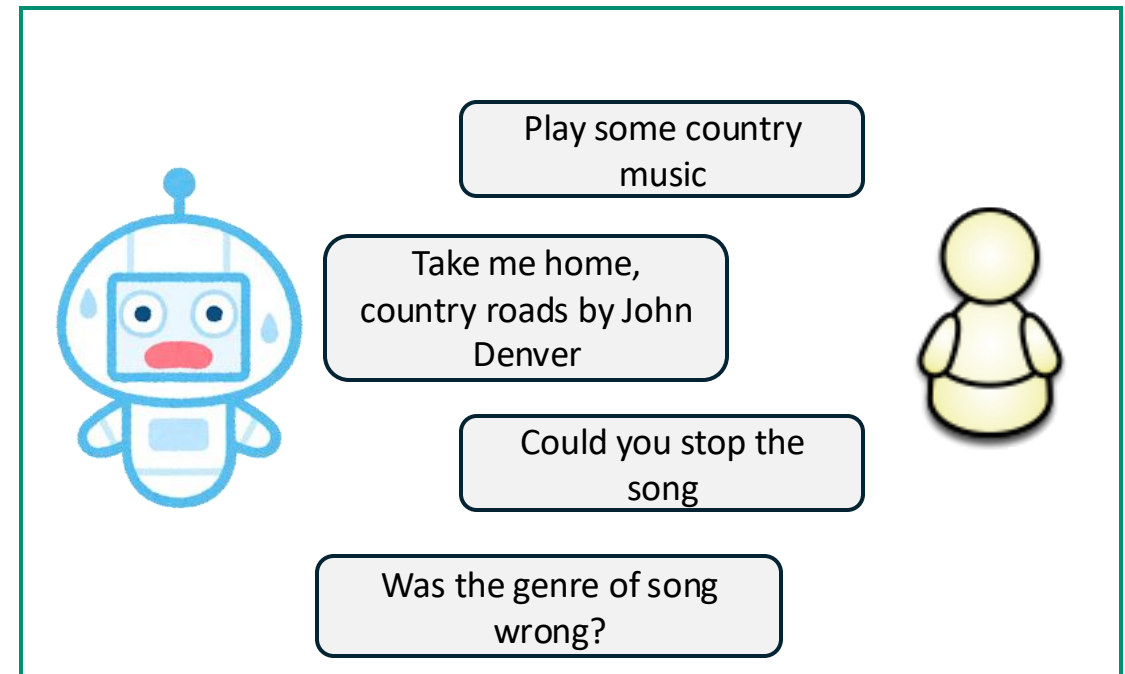 Play some country
music
Take me home,
country roads by John
Denver
Could you stop the
song
Was the genre of song
wrong?